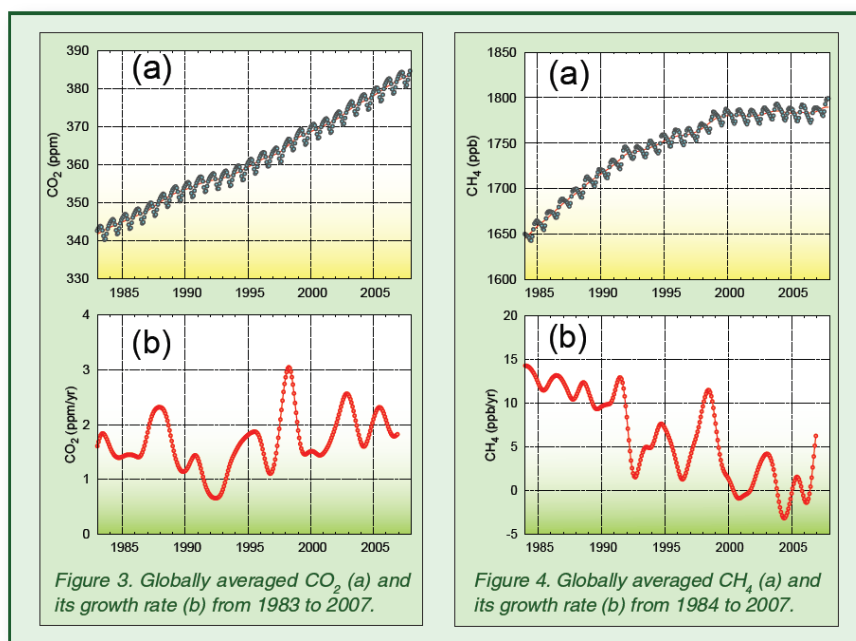 (a)
CO2 (ppm)
390
380
370
360
350
340
330
1985 1990 1995 2000 2005
(b)
CO2 (ppm/yr)
4
3
2
1
0
1985 1990 1995 2000 2005
Figure 3. Globally averaged CO2 (a) and
its growth rate (b) from 1983 to 2007.
(a)
CH4 (ppb)
1850
1800
1750
1700
1650
1600
1985 1990 1995 2000 2005
(b)
CH4 (ppb/yr)
20
15
10
5
0
-5
1985 1990 1995 2000 2005
Figure 4. Globally averaged CH4 (a) and
its growth rate (b) from 1984 to 2007.